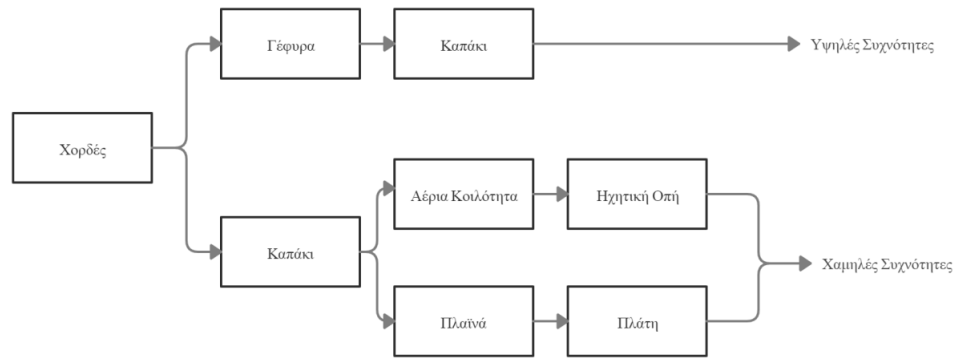 Γέφυρα
Καπάκι
Υψηλές Συχνότητες
Χορδές
Αέρια Κοιλότητα
Ηχητική Οπή
Καπάκι
Χαμηλές Συχνότητες
Πλαϊνά
Πλάτη